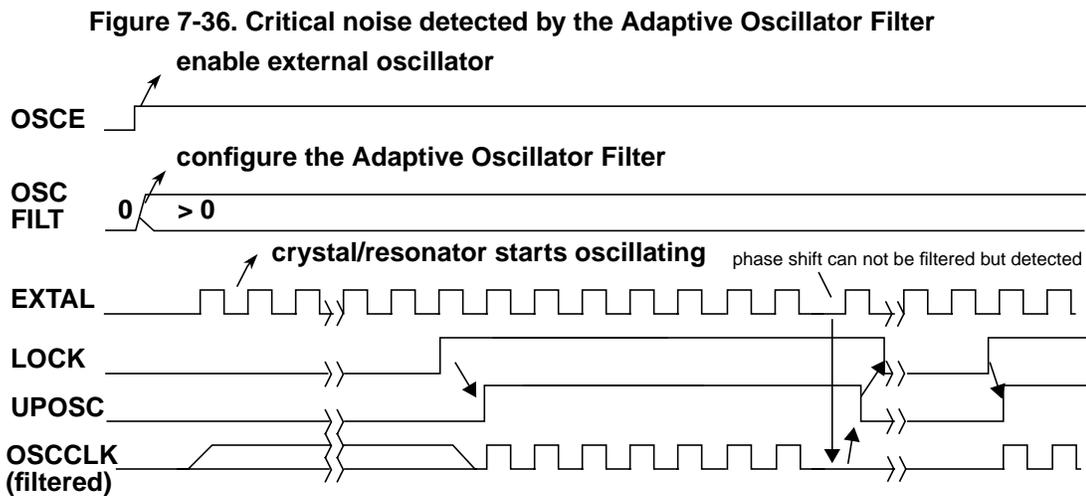 Figure 7-36. Critical noise detected by the Adaptive Oscillator Filter
enable external oscillator
OSCE
configure the Adaptive Oscillator Filter
OSC
FILT
0 > 0
crystal/resonator starts oscillating
phase shift can not be filtered but detected
EXTAL
LOCK
UPOSC
OSCCLK
(filtered)